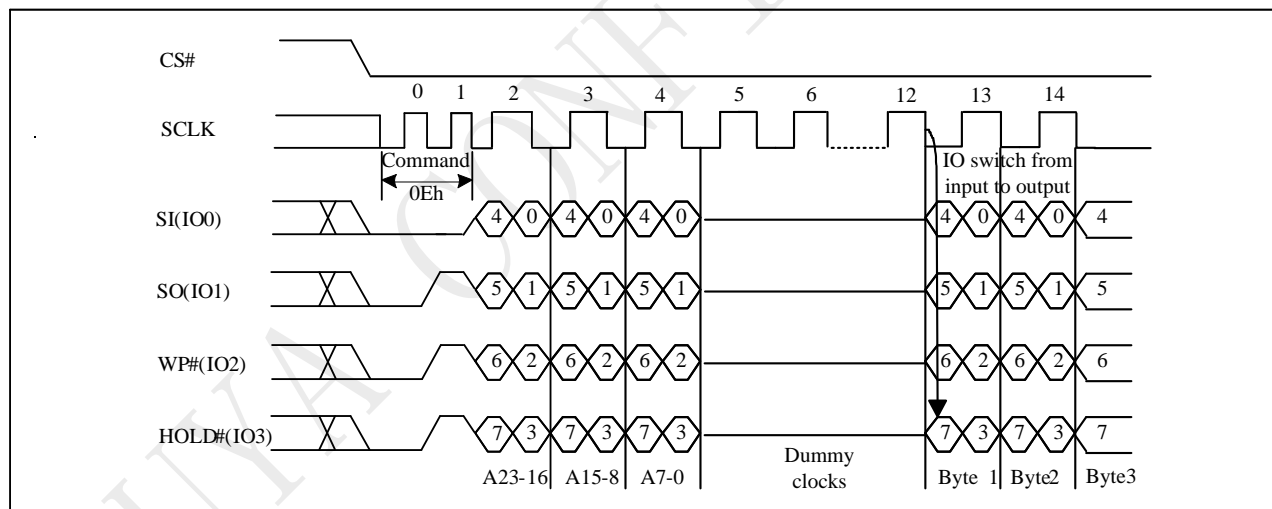 CS#
0 1 2 3 4 5 6 12 13 14
SCLK
Command
0Eh
IO switch from
input to output
SI(IO0)
4 0 4 0 4 0 4 0 4 0 4
SO(IO1)
5 1 5 1 5 1 5 1 5 1 5
WP#(IO2)
6 2 6 2 6 2 6 2 6 2 6
HOLD#(IO3)
7 3 7 3 7 3 7 3 7 3 7
A23-16 A15-8 A7-0
Dummy
clocks
Byte 1 Byte2 Byte3